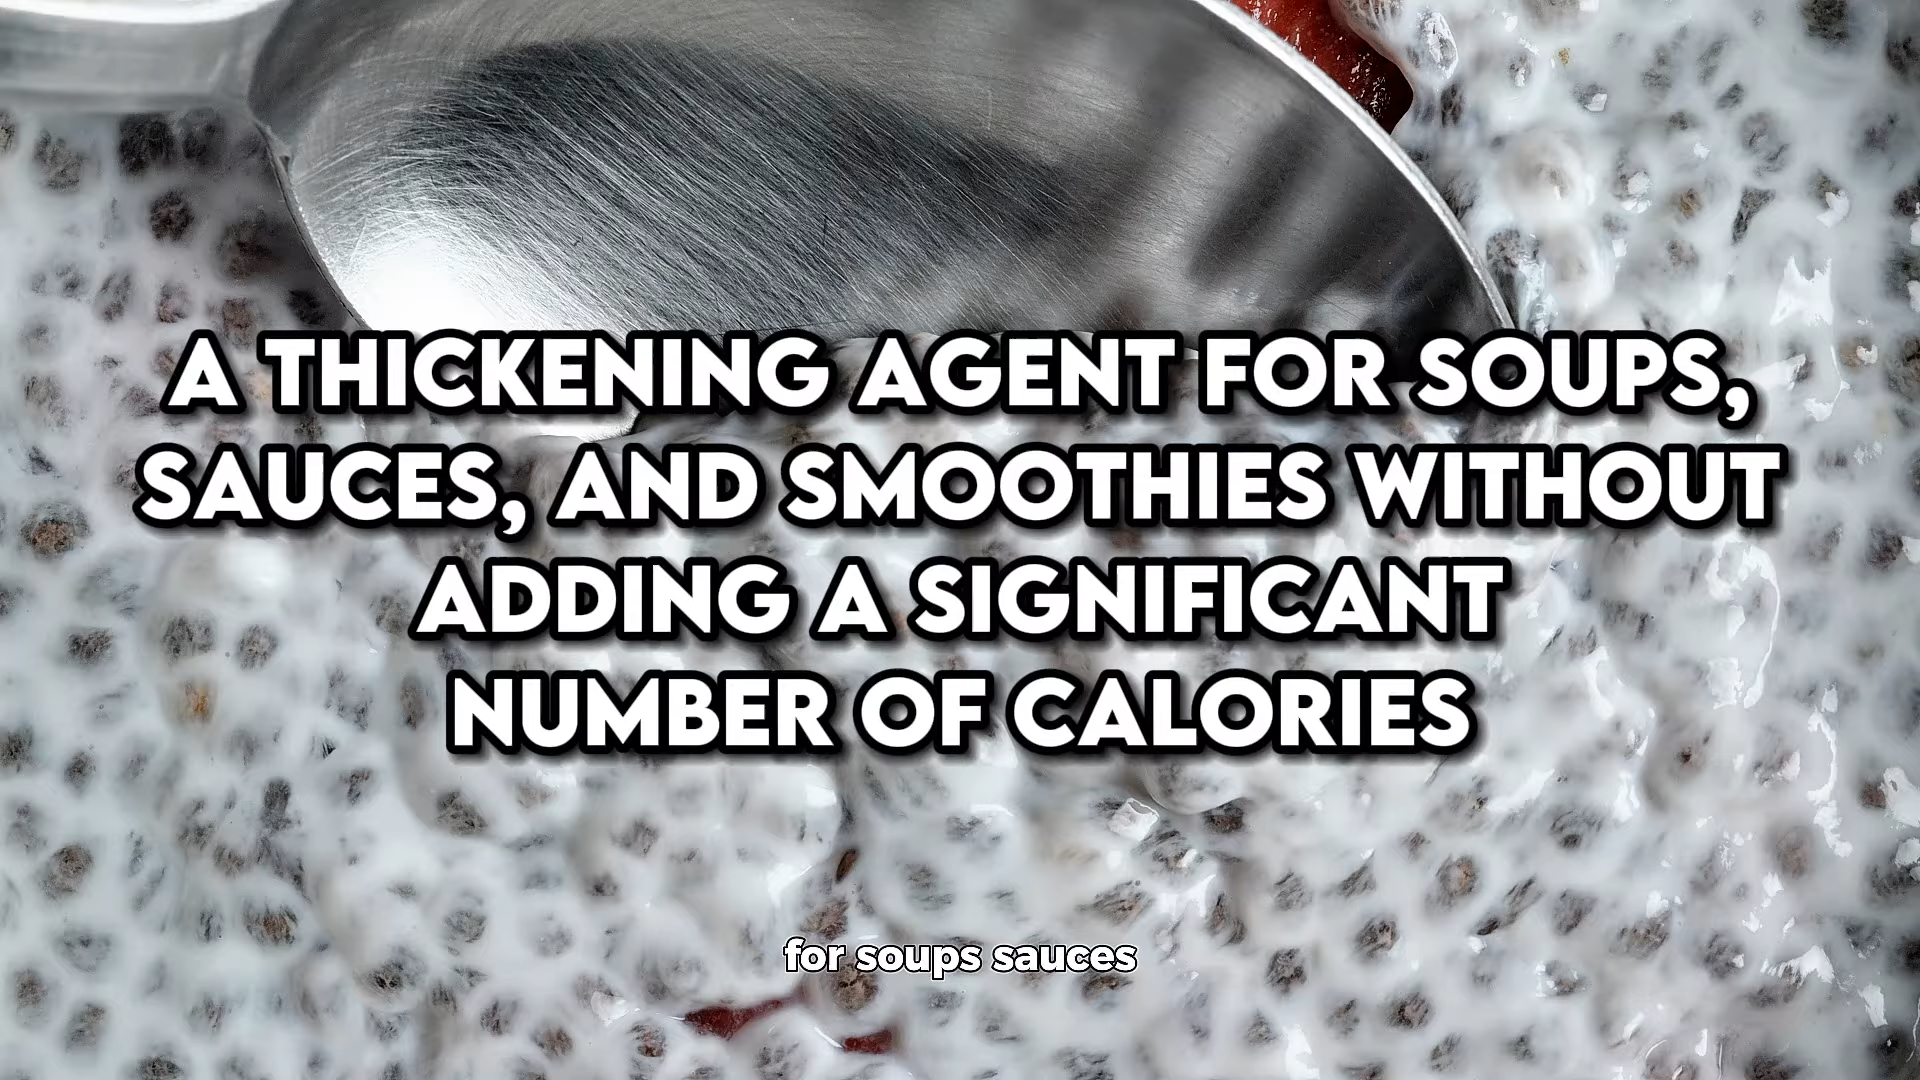 A THICKENING AGENT FOR SOUPS,
SAUCES, AND SMOOTHIES WITHOUT
ADDING A SIGNIFICANT
NUMBER OF CALORIES
for soups sauces